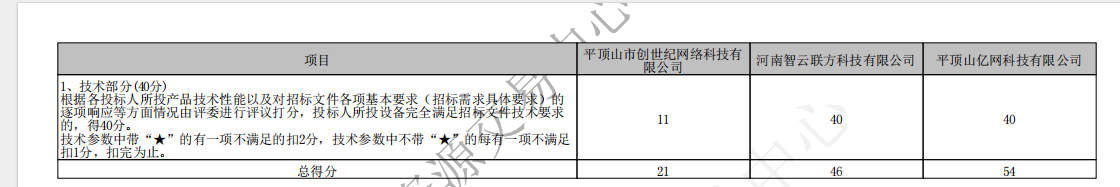 项目
平顶山市创世纪网络科技有
限公司
河南智云联方科技有限公司
平顶山亿网科技有限公司
1、技术部分(40分)
根据各投标人所投产品技术性能以及对招标文件各项基本要求（招标需求具体要求）的
逐项响应等方面情况由评委进行评议打分，投标人所投设备完全满足招标文件技术要求
的，得40分。
技术参数中带“★”的有一项不满足的扣2分，技术参数中不带“★”的每有一项不满足
扣1分，扣完为止。
11
40
40
总得分
21
46
54
源交易中心
中心